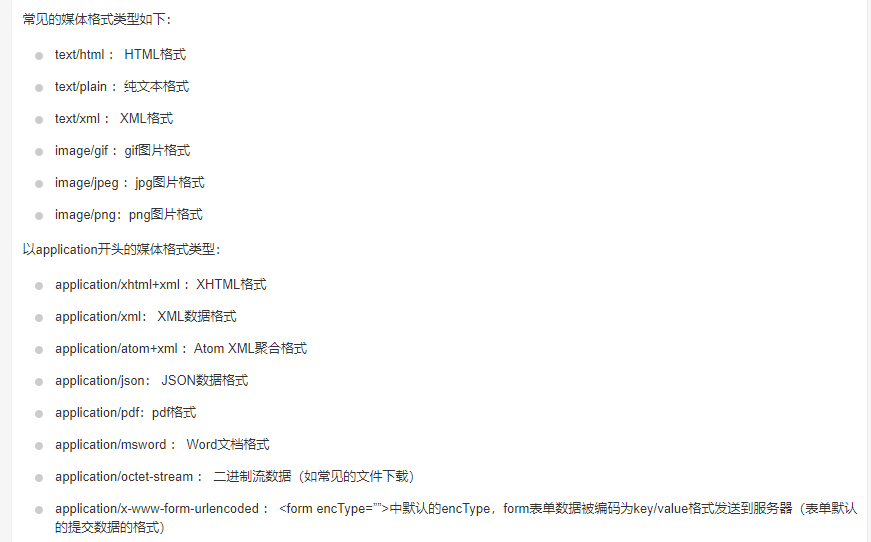 常见的媒体格式类型如下：
text/html ： HTML格式
text/plain ：纯文本格式
text/xml ： XML格式
image/gif ：gif图片格式
image/jpeg ：jpg图片格式
image/png：png图片格式
以application开头的媒体格式类型：
application/xhtml+xml ：XHTML格式
application/xml： XML数据格式
application/atom+xml ：Atom XML聚合格式
application/json： JSON数据格式
application/pdf：pdf格式
application/msword ： Word文档格式
application/octet-stream ： 二进制流数据（如常见的文件下载）
application/x-www-form-urlencoded ： <form encType=””>中默认的encType，form表单数据被编码为key/value格式发送到服务器（表单默认
的提交数据的格式）